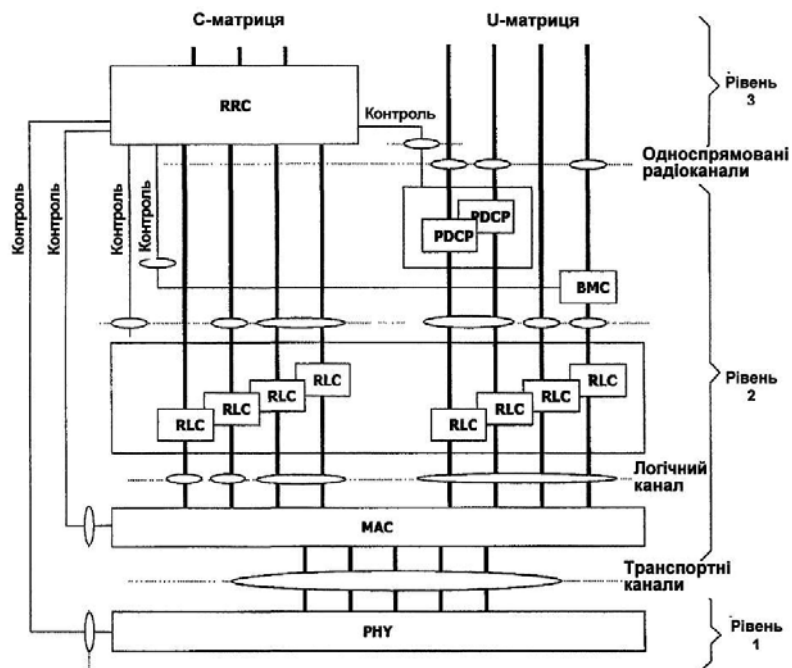 С-матриця
U-матриця
RRC
Контроль
Рівень
3
Односпрямовані
радіоканали
Контроль
Контроль
Контроль
Контроль
PDCP
PDCP
BMC
RLC
RLC
RLC
RLC
RLC
RLC
RLC
RLC
Рівень
2
Логічний
канал
MAC
Транспортні
канали
PHY
Рівень
1